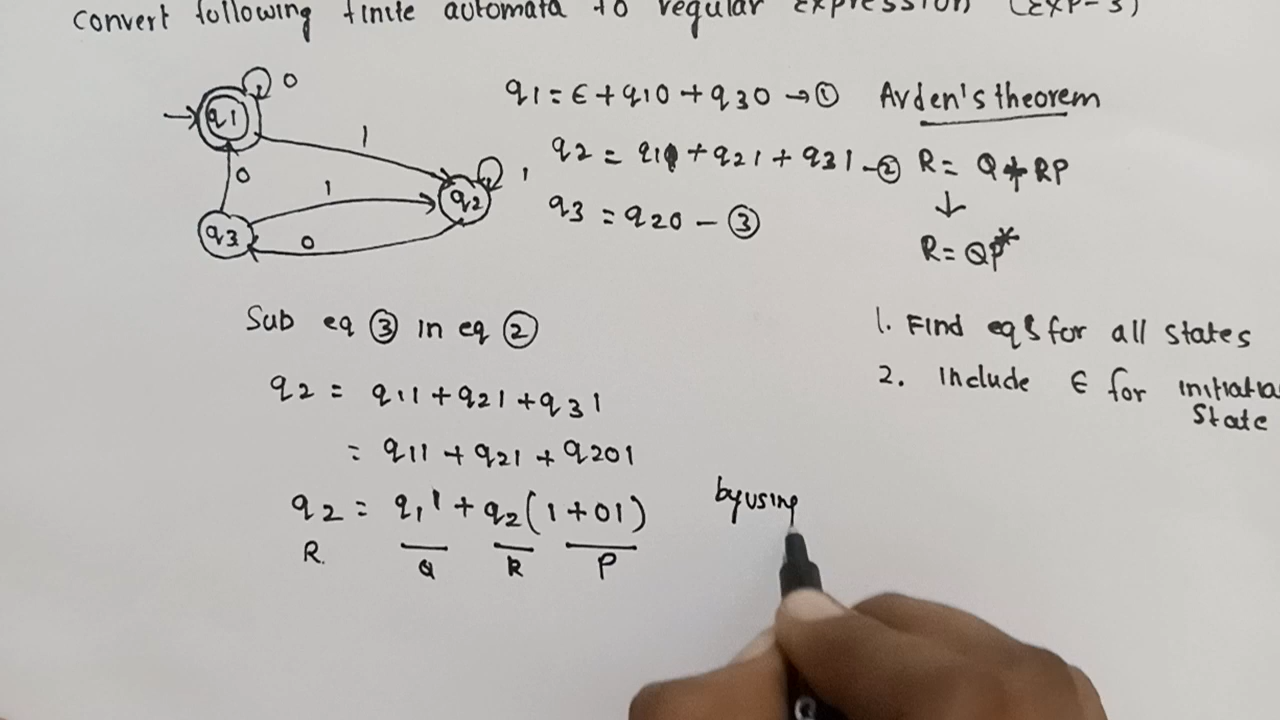 convert following finite automata to regular expression (Exp-3)
q1 0
1
0 1 q2 1
q3 0
q1 = ε + q10 + q30 → ①
q2 = q11 + q21 + q31 - ②
q3 = q20 - ③
Arden's theorem
R = Q + RP
↓
R = QP*
1. Find eqs for all states
2. Include ε for initial
State
Sub eq ③ in eq ②
q2 = q11 + q21 + q31
= q11 + q21 + q201
q2 = q1 1 + q2 (1 + 01)
R. Q R P
by using